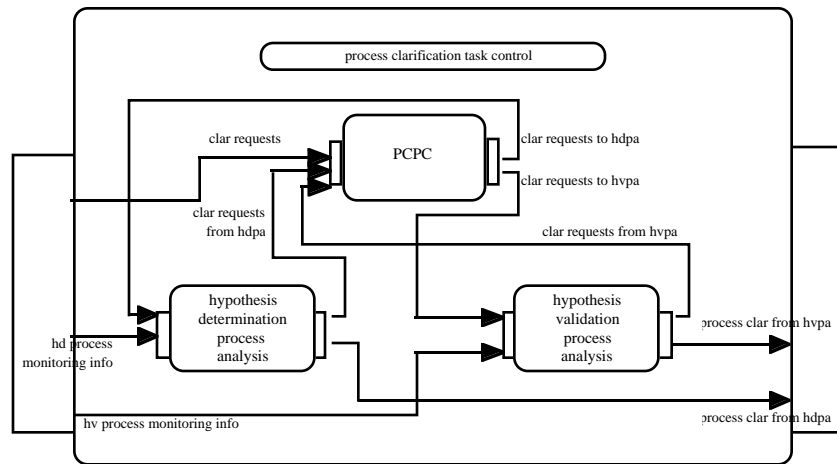 process clarification task control
clar requests
PCPC
clar requests to hdpa
clar requests to hvpa
clar requests
from hdpa
clar requests from hvpa
hypothesis
determination
process
analysis
hypothesis
validation
process
analysis
hd process
monitoring info
process clar from hvpa
hv process monitoring info
process clar from hdpa